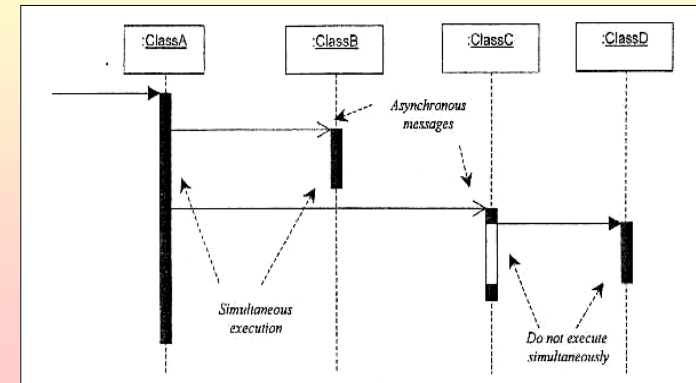 :ClassA
:ClassB
:ClassC
:ClassD
Asynchronous
messages
Simultaneous
execution
Do not execute
simultaneously